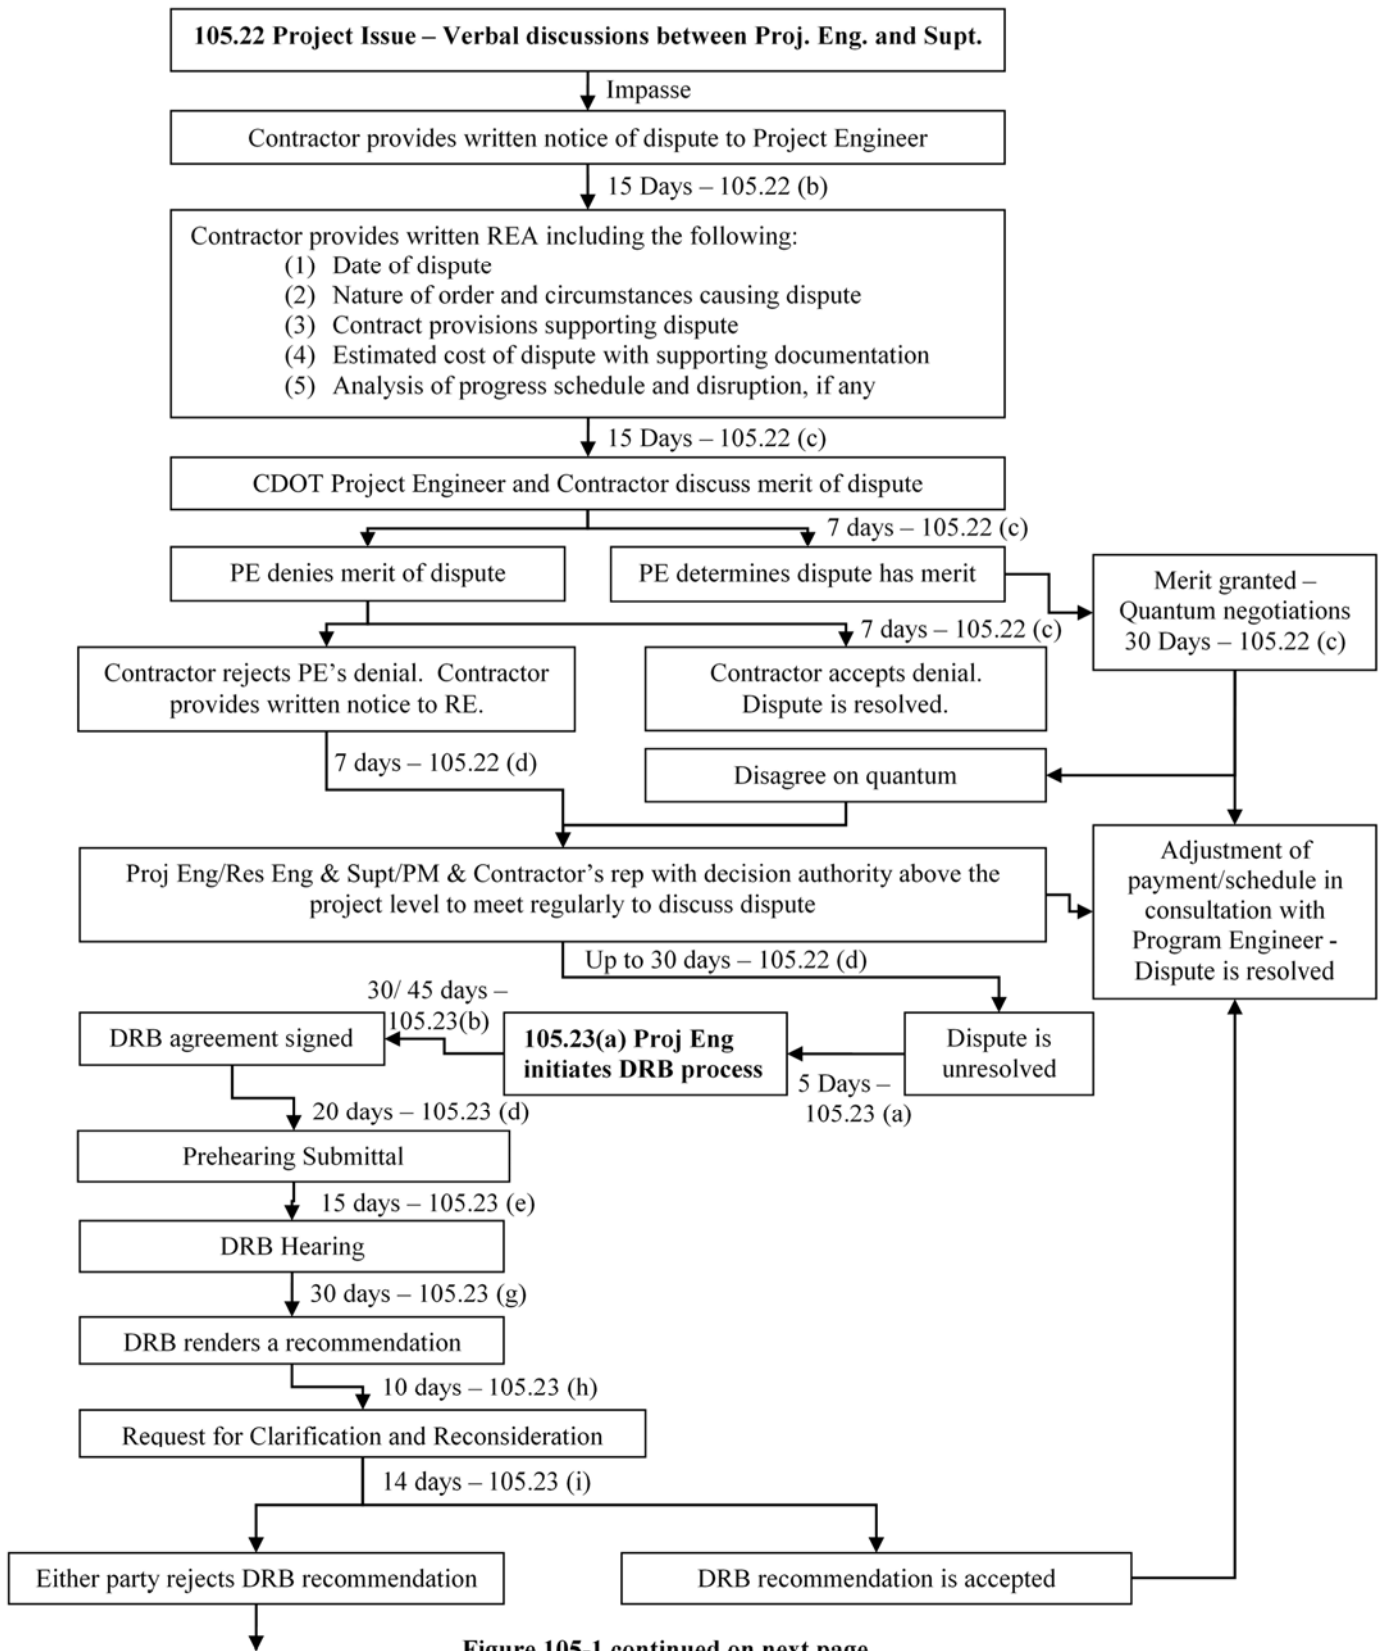 105.22 Project Issue – Verbal discussions between Proj. Eng. and Supt.
Impasse
Contractor provides written notice of dispute to Project Engineer
15 Days – 105.22 (b)
Contractor provides written REA including the following:
(1) Date of dispute
(2) Nature of order and circumstances causing dispute
(3) Contract provisions supporting dispute
(4) Estimated cost of dispute with supporting documentation
(5) Analysis of progress schedule and disruption, if any
15 Days – 105.22 (c)
CDOT Project Engineer and Contractor discuss merit of dispute
7 days – 105.22 (c)
PE denies merit of dispute
PE determines dispute has merit
Merit granted –
Quantum negotiations
30 Days – 105.22 (c)
7 days – 105.22 (c)
Contractor rejects PE’s denial. Contractor
provides written notice to RE.
Contractor accepts denial.
Dispute is resolved.
7 days – 105.22 (d)
Disagree on quantum
Proj Eng/Res Eng & Supt/PM & Contractor’s rep with decision authority above the
project level to meet regularly to discuss dispute
Adjustment of
payment/schedule in
consultation with
Program Engineer -
Dispute is resolved
Up to 30 days – 105.22 (d)
30/ 45 days –
105.23(b)
DRB agreement signed
105.23(a) Proj Eng
initiates DRB process
Dispute is
unresolved
5 Days –
105.23 (a)
20 days – 105.23 (d)
Prehearing Submittal
15 days – 105.23 (e)
DRB Hearing
30 days – 105.23 (g)
DRB renders a recommendation
10 days – 105.23 (h)
Request for Clarification and Reconsideration
14 days – 105.23 (i)
Either party rejects DRB recommendation
DRB recommendation is accepted
Figure 105-1 continued on next page